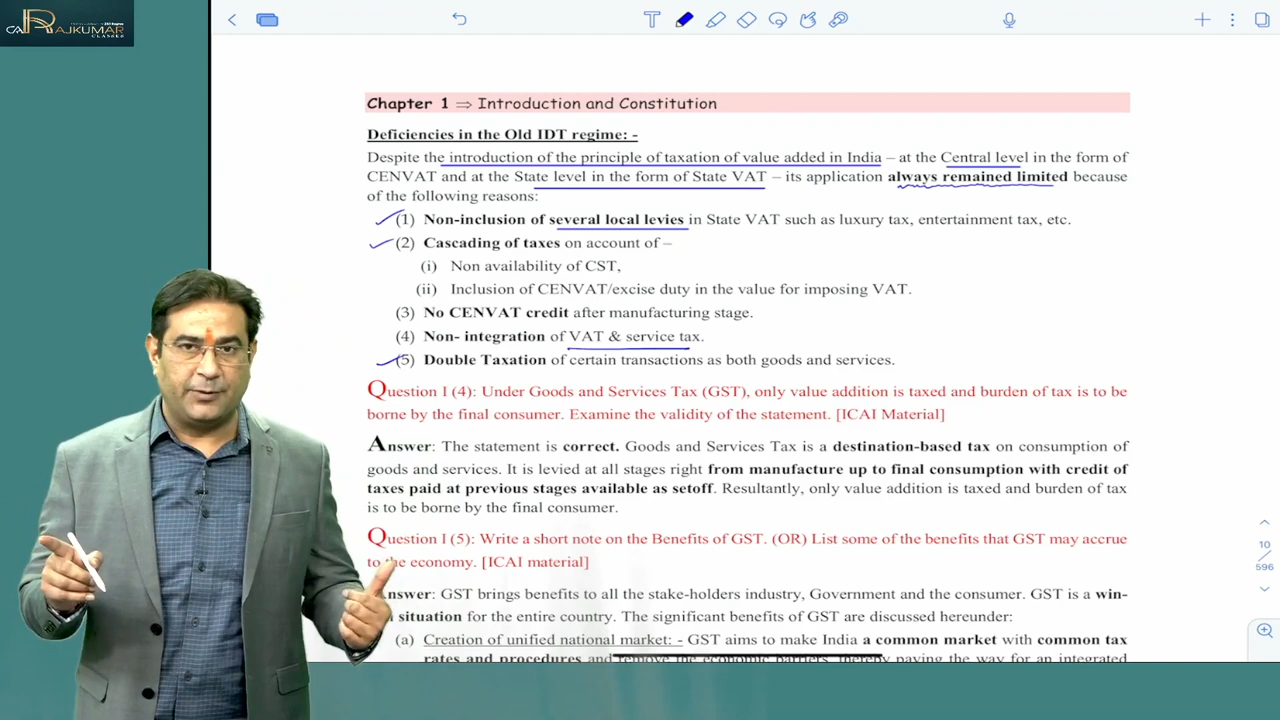 CA RAJKUMAR
CLASSES
Chapter 1 ⇒ Introduction and Constitution
Deficiencies in the Old IDT regime: -
Despite the introduction of the principle of taxation of value added in India – at the Central level in the form of
CENVAT and at the State level in the form of State VAT – its application always remained limited because
of the following reasons:
(1) Non-inclusion of several local levies in State VAT such as luxury tax, entertainment tax, etc.
(2) Cascading of taxes on account of –
(i) Non availability of CST,
(ii) Inclusion of CENVAT/excise duty in the value for imposing VAT.
(3) No CENVAT credit after manufacturing stage.
(4) Non- integration of VAT & service tax.
(5) Double Taxation of certain transactions as both goods and services.
Question I (4): Under Goods and Services Tax (GST), only value addition is taxed and burden of tax is to be
borne by the final consumer. Examine the validity of the statement. [ICAI Material]
Answer: The statement is correct. Goods and Services Tax is a destination-based tax on consumption of
goods and services. It is levied at all stages right from manufacture up to final consumption with credit of
taxes paid at previous stages available as setoff. Resultantly, only value addition is taxed and burden of tax
is to be borne by the final consumer.
Question I (5): Write a short note on the Benefits of GST. (OR) List some of the benefits that GST may accrue
to the economy. [ICAI material]
Answer: GST brings benefits to all the stake-holders industry, Government and the consumer. GST is a win-
situation for the entire country. The significant benefits of GST are discussed hereunder:
(a) Creation of united national market: - GST aims to make India a common market with common tax
10
596